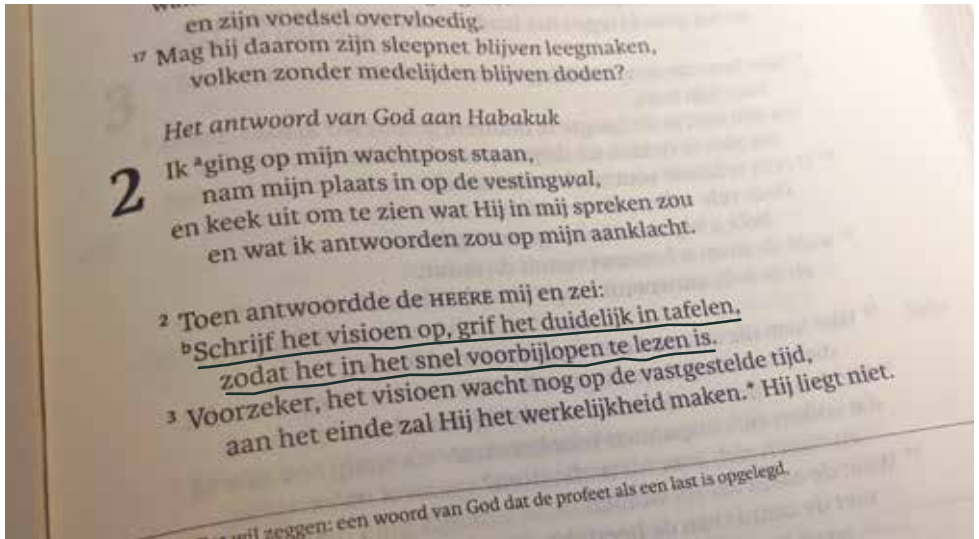 en zijn voedsel overvloedig.
17 Mag hij daarom zijn sleepnet blijven leegmaken,
volken zonder medelijden blijven doden?
Het antwoord van God aan Habakuk
2 Ik ᵃging op mijn wachtpost staan,
nam mijn plaats in op de vestingwal,
en keek uit om te zien wat Hij in mij spreken zou
en wat ik antwoorden zou op mijn aanklacht.
2 Toen antwoordde de HEERE mij en zei:
ᵇSchrijf het visioen op, grif het duidelijk in tafelen,
zodat het in het snel voorbijlopen te lezen is.
3 Voorzeker, het visioen wacht nog op de vastgestelde tijd,
aan het einde zal Hij het werkelijkheid maken.* Hij liegt niet.
wil zeggen: een woord van God dat de profeet als een last is opgelegd.